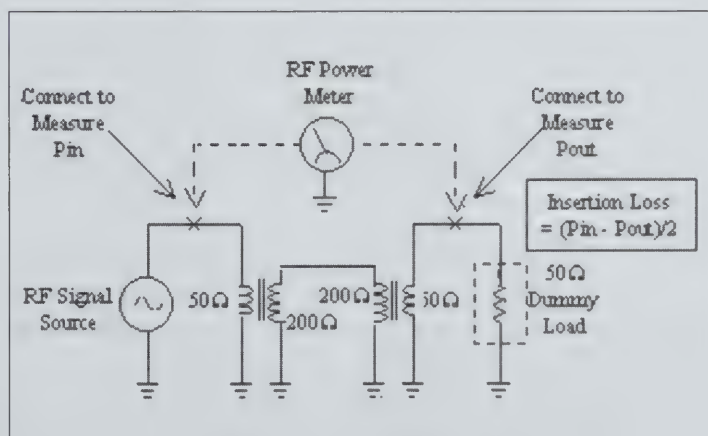 RF Power
Meter
Connect to
Measure
Pin
Connect to
Measure
Pout
Insertion Loss
= (Pin - Pout)/2
RF Signal
Source
50Ω
200Ω
200Ω
50Ω
50Ω
Dummy
Load